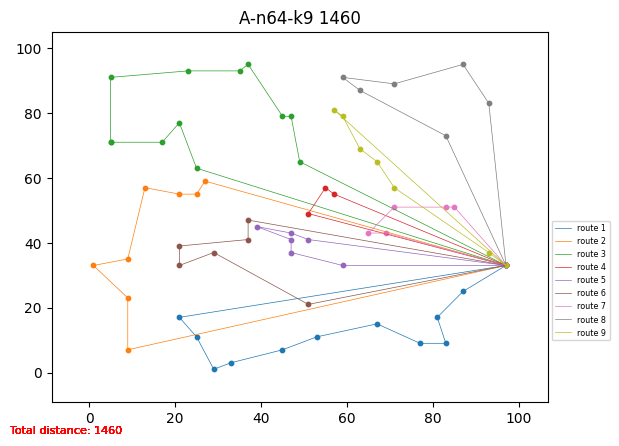 A-n64-k9 1460
100
80
60
40
20
0
0 20 40 60 80 100
route 1
route 2
route 3
route 4
route 5
route 6
route 7
route 8
route 9
Total distance: 1460